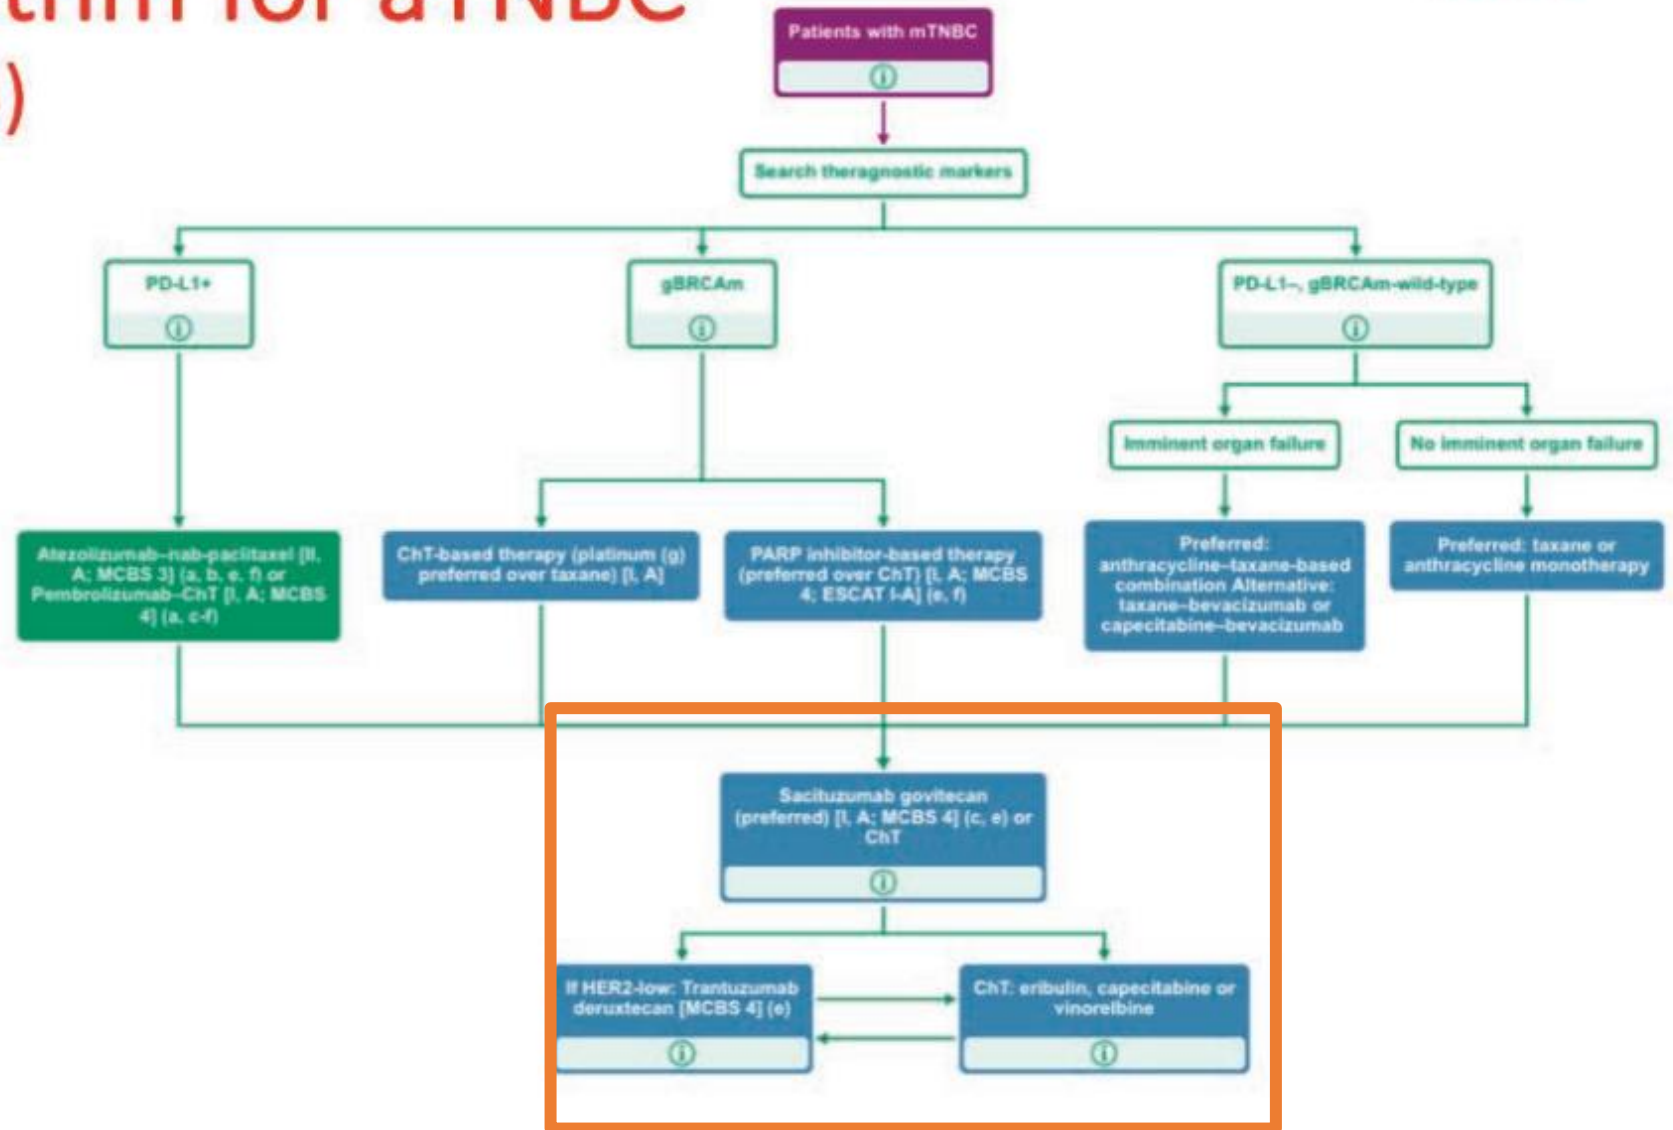 thm for aTNBC
)
Patients with mTNBC
Search theragnostic markers
PD-L1+
gBRCAm
PD-L1–, gBRCAm-wild-type
Imminent organ failure
No imminent organ failure
Atezolizumab–nab-paclitaxel [II,
A; MCBS 3] (a, b, e, f) or
Pembrolizumab–ChT [I, A; MCBS
4] (a, c-f)
ChT-based therapy (platinum (g)
preferred over taxane) [I, A]
PARP inhibitor-based therapy
(preferred over ChT) [I, A; MCBS
4; ESCAT I-A] (e, f)
Preferred:
anthracycline–taxane-based
combination Alternative:
taxane–bevacizumab or
capecitabine–bevacizumab
Preferred: taxane or
anthracycline monotherapy
Sacituzumab govitecan
(preferred) [I, A; MCBS 4] (c, e) or
ChT
If HER2-low: Trantuzumab
deruxtecan [MCBS 4] (e)
ChT: eribulin, capecitabine or
vinorelbine